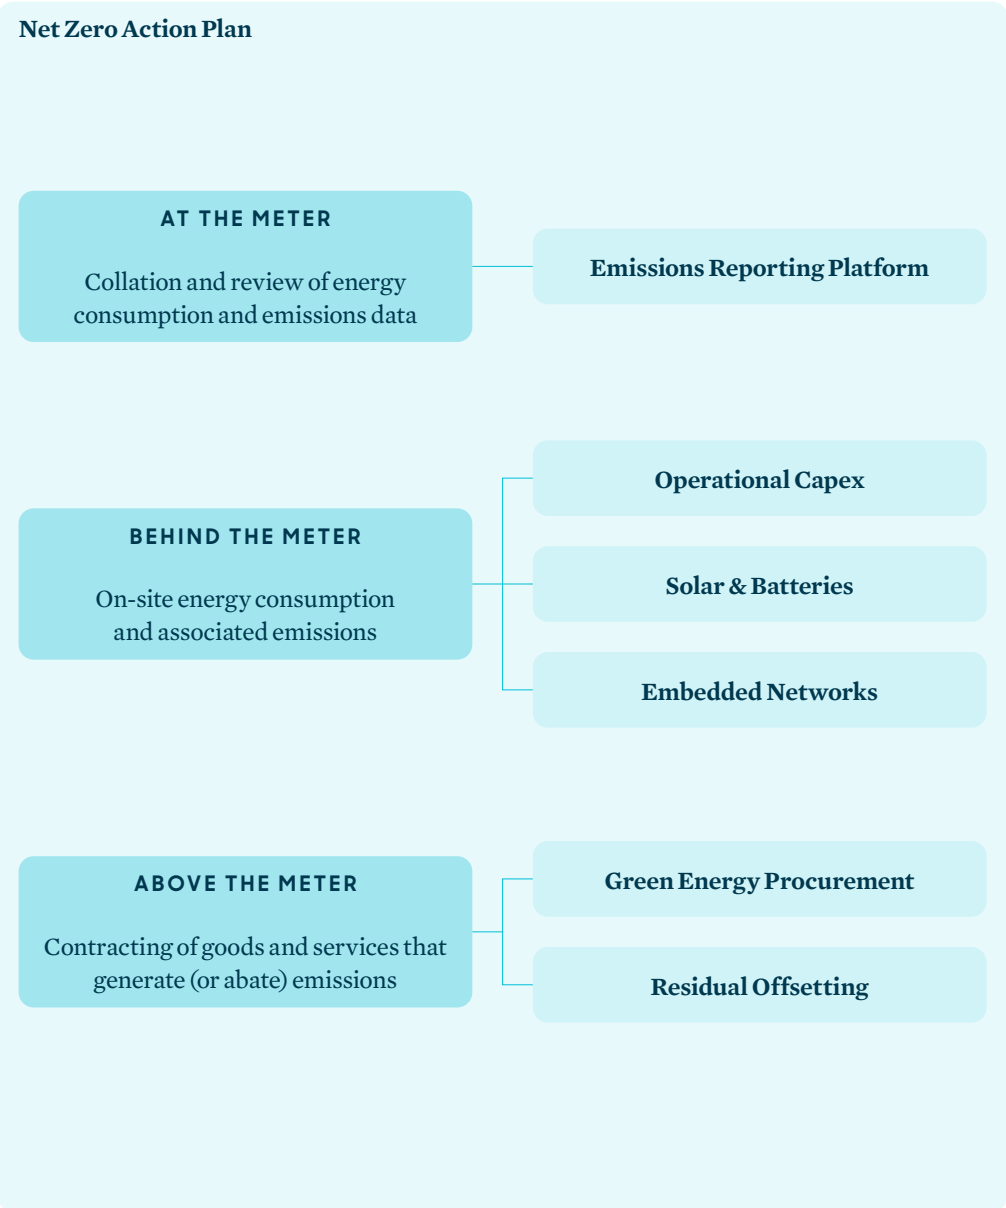 Net Zero Action Plan
AT THE METER
Collation and review of energy
consumption and emissions data
Emissions Reporting Platform
BEHIND THE METER
On-site energy consumption
and associated emissions
Operational Capex
Solar & Batteries
Embedded Networks
ABOVE THE METER
Contracting of goods and services that
generate (or abate) emissions
Green Energy Procurement
Residual Offsetting